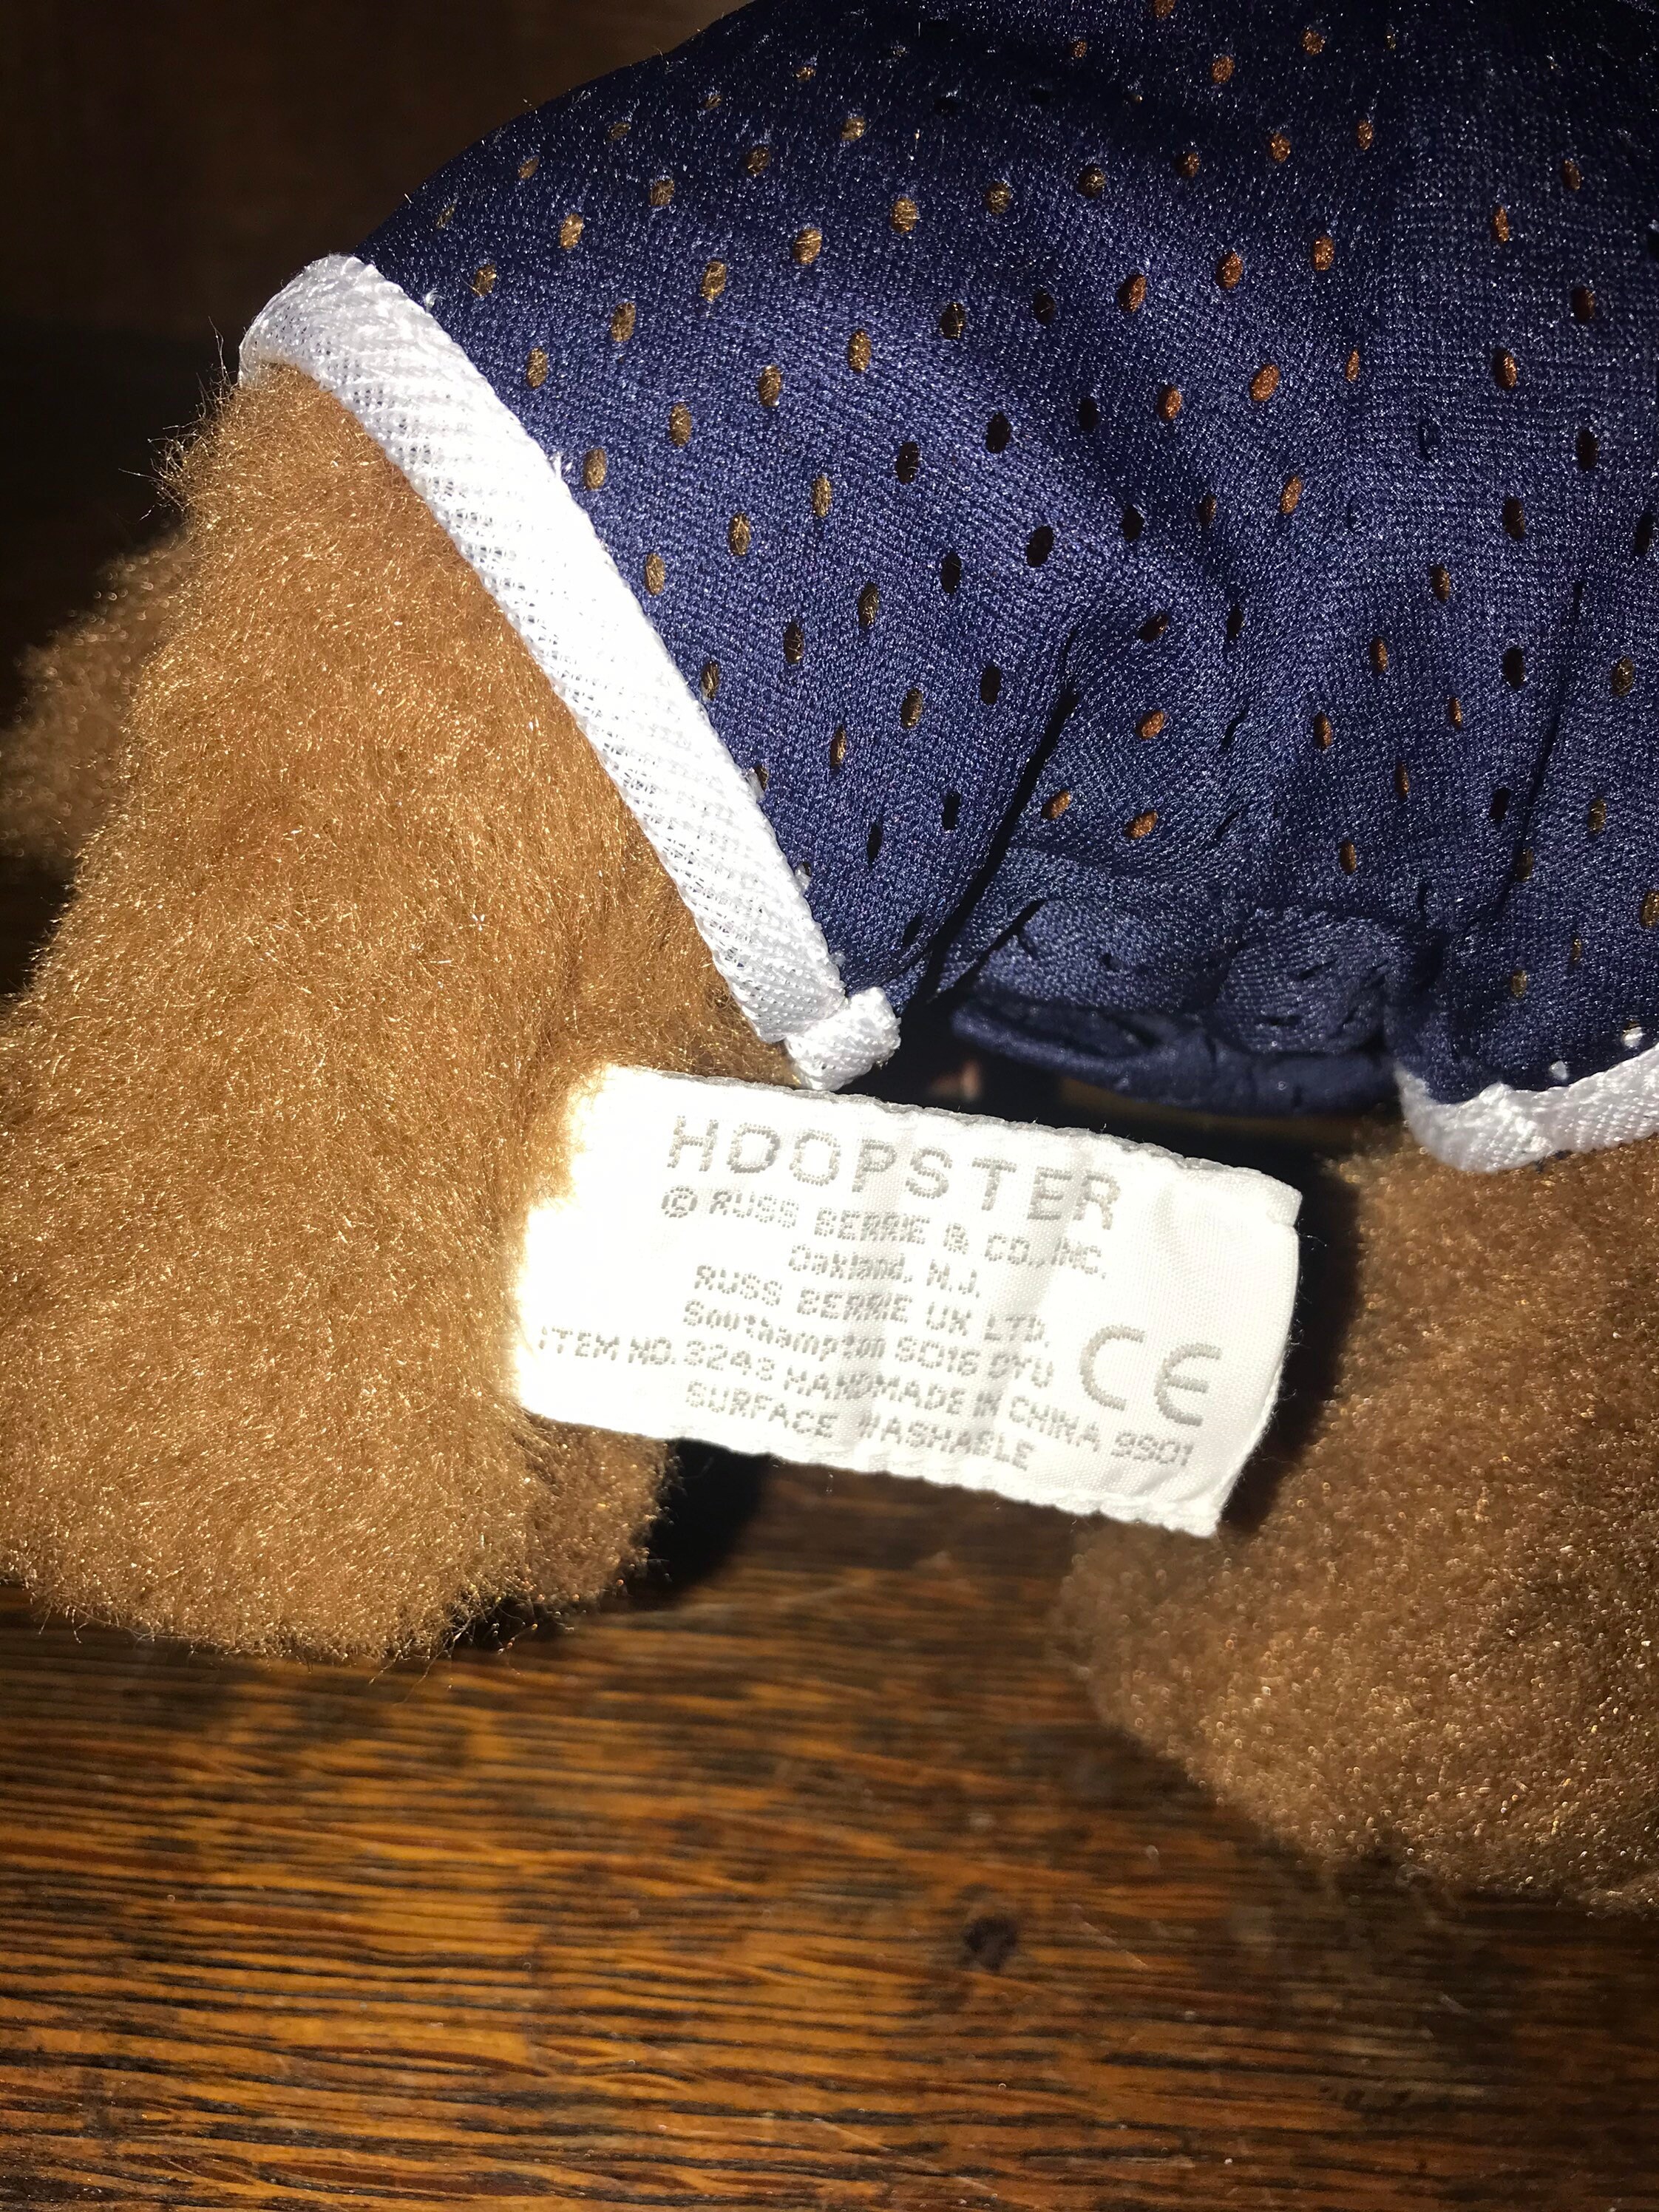 HOOPSTER
© RUSS BERRIE & CO., INC.
Oakland, N.J.
RUSS BERRIE UK LTD.
Southampton SO16 0YU
CE
ITEM NO. 3243 HANDMADE IN CHINA 9901
SURFACE WASHABLE